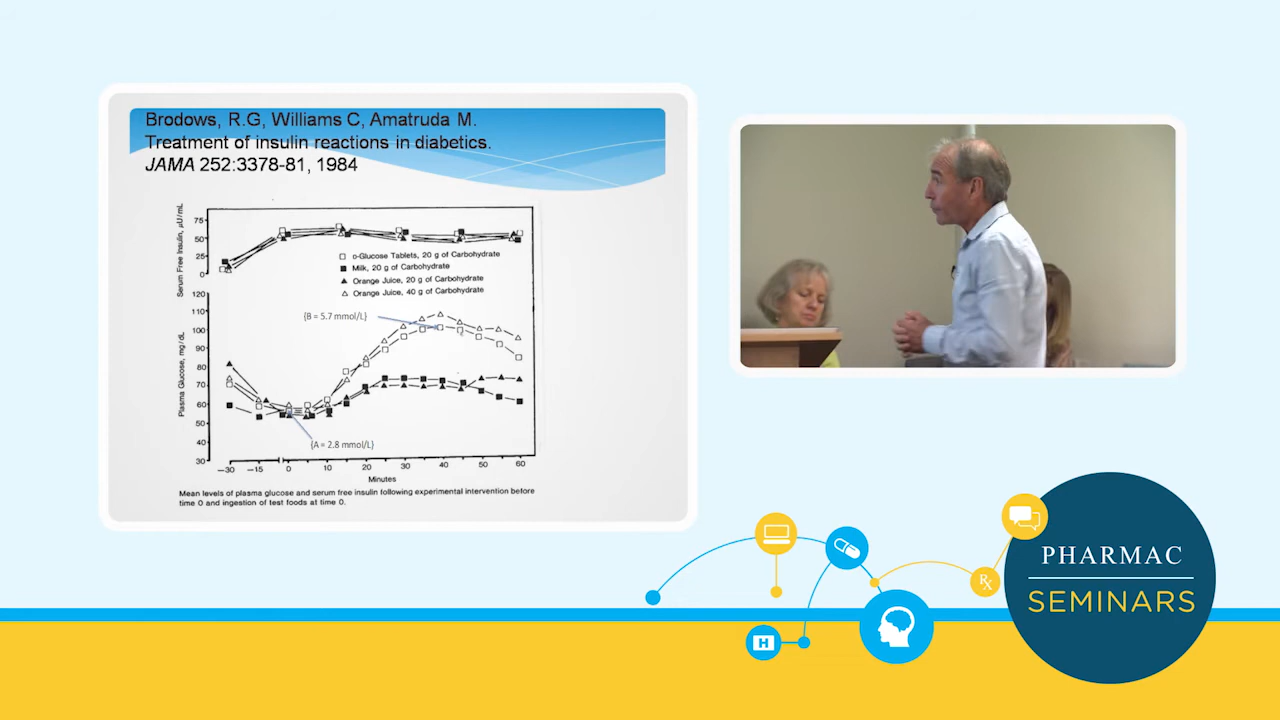 Brodows, R.G, Williams C, Amatruda M.
Treatment of insulin reactions in diabetics.
JAMA 252:3378-81, 1984
Serum Free Insulin, μU/mL
75
50
25
0
D-Glucose Tablets, 20 g of Carbohydrate
Milk, 20 g of Carbohydrate
Orange Juice, 20 g of Carbohydrate
Orange Juice, 40 g of Carbohydrate
Plasma Glucose, mg/dL
120
110
100
90
80
70
60
50
40
30
{B = 5.7 mmol/L}
{A = 2.8 mmol/L}
-30 -15 0 10 20 30 40 50 60
Minutes
Mean levels of plasma glucose and serum free insulin following experimental intervention before
time 0 and ingestion of test foods at time 0.
H
Rx
PHARMAC
SEMINARS